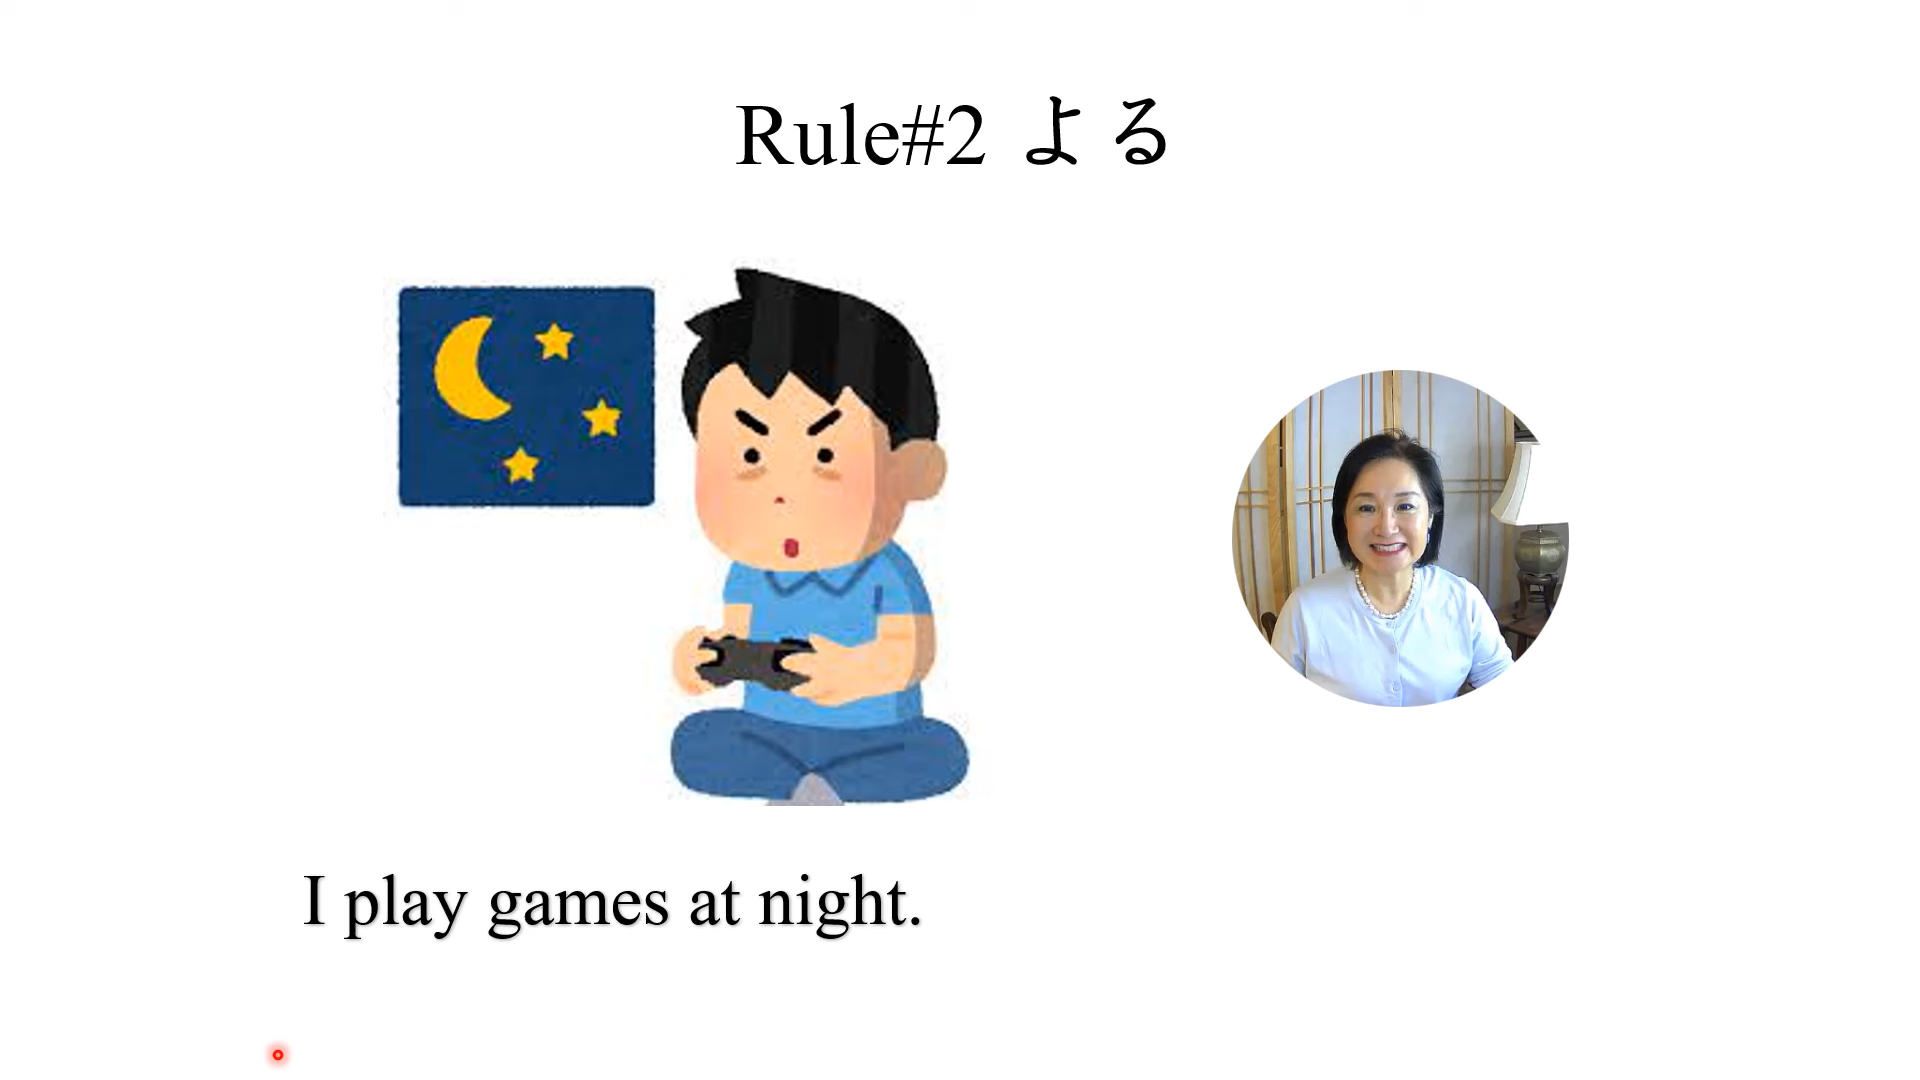 Rule#2 よる
I play games at night.